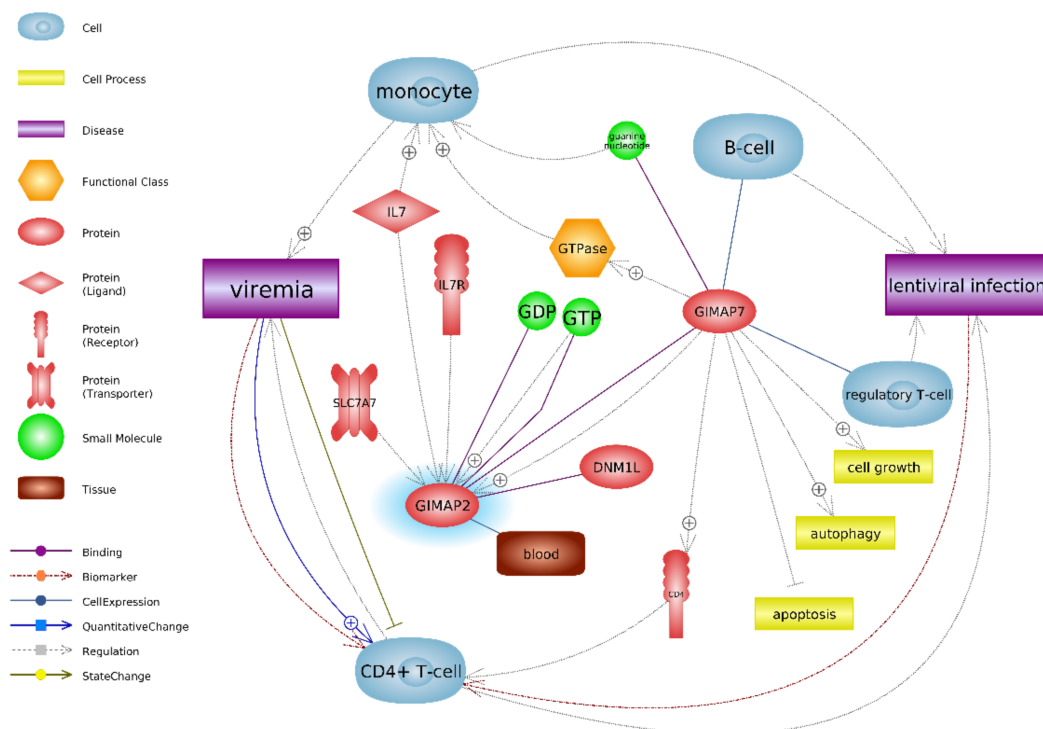 Cell
Cell Process
Disease
Functional Class
Protein
Protein
(Ligand)
Protein
(Receptor)
Protein
(Transporter)
Small Molecule
Tissue
Binding
Biomarker
CellExpression
QuantitativeChange
Regulation
StateChange
monocyte
guanine
nucleotide
B-cell
IL7
GTPase
IL7R
viremia
lentiviral infection
GDP
GTP
GIMAP7
SLC7A7
regulatory T-cell
DNM1L
cell growth
GIMAP2
autophagy
blood
CD4
apoptosis
CD4+ T-cell